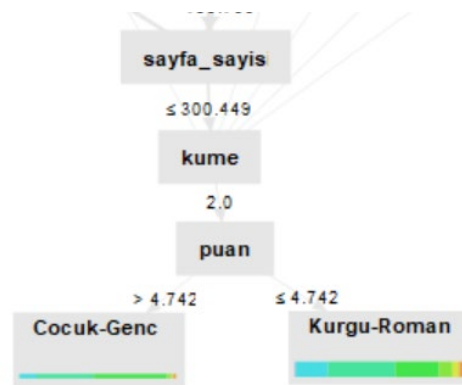 sayfa_sayisi
≤ 300.449
kume
2.0
puan
> 4.742 ≤ 4.742
Cocuk-Genc Kurgu-Roman